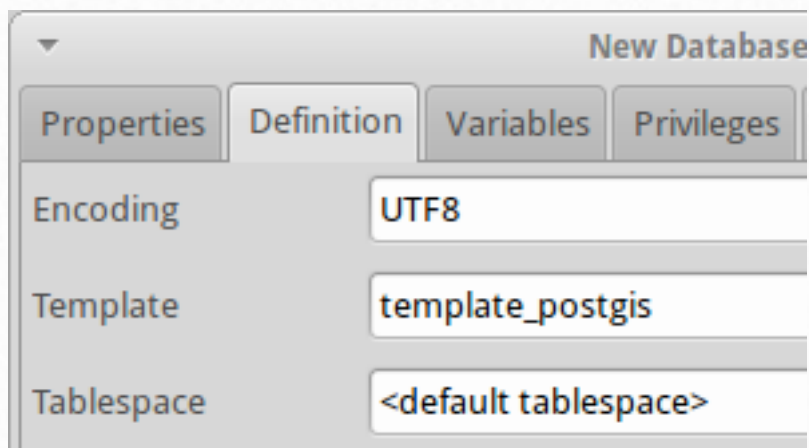 New Database
Properties Definition Variables Privileges
Encoding UTF8
Template template_postgis
Tablespace <default tablespace>